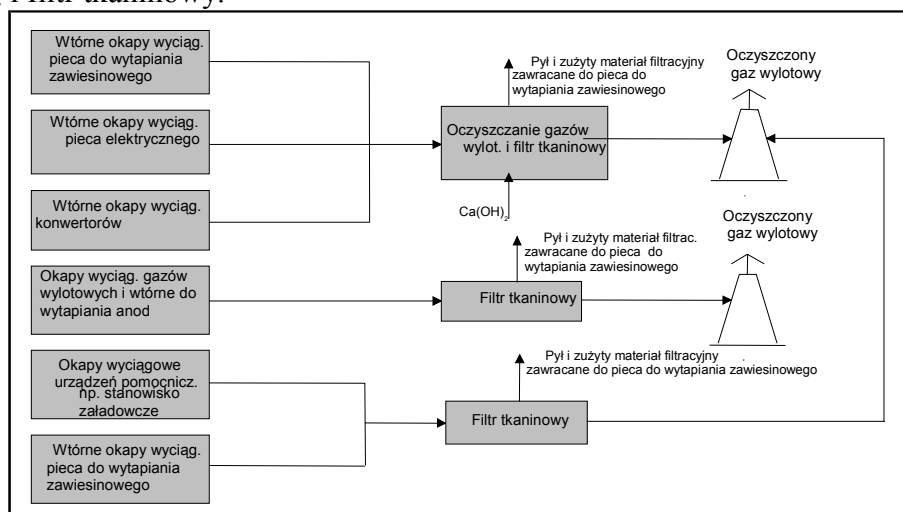 i filtr tkaninowy.
Wtórne okapy wyciąg.
pieca do wytapiania
zawiesinowego
Wtórne okapy wyciąg.
pieca elektrycznego
Wtórne okapy wyciąg.
konwertorów
Okapy wyciąg. gazów
wylotowych i wtórne do
wytapiania anod
Okapy wyciągowe
urządzeń pomocnicz.
np. stanowisko
załadowcze
Wtórne okapy wyciąg.
pieca do wytapiania
zawiesinowego
Pył i zużyty materiał filtracyjny
zawracane do pieca do
wytapiania zawiesinowego
Oczyszczanie gazów
wylot. i filtr tkaninowy
Ca(OH)2
Pył i zużyty materiał filtrac.
zawracane do pieca do
wytapiania zawiesinowego
Filtr tkaninowy
Pył i zużyty materiał filtracyjny
zawracane do pieca do wytapiania zawiesinowego
Filtr tkaninowy
Oczyszczony
gaz wylotowy
Oczyszczony
gaz wylotowy